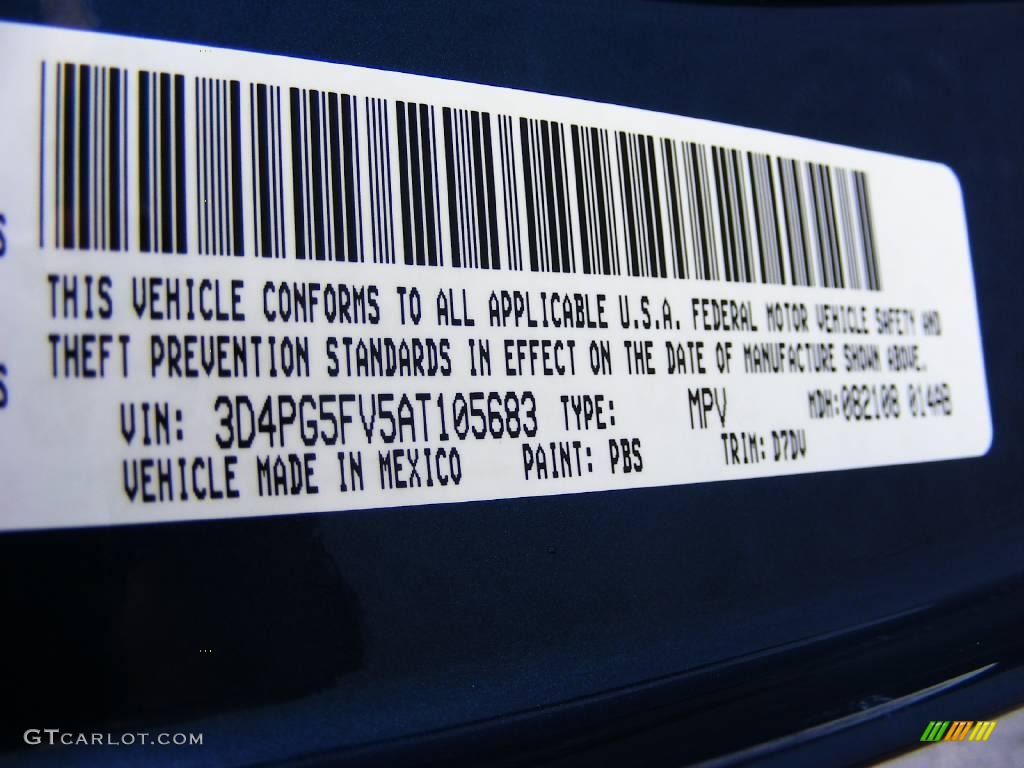 THIS VEHICLE CONFORMS TO ALL APPLICABLE U.S.A. FEDERAL MOTOR VEHICLE SAFETY AND
THEFT PREVENTION STANDARDS IN EFFECT ON THE DATE OF MANUFACTURE SHOWN ABOVE.
VIN: 3D4PG5FV5AT105683 TYPE: MPV MDH:082108 014AB
VEHICLE MADE IN MEXICO PAINT: PBS TRIM: D7DV
GTCARLOT.COM